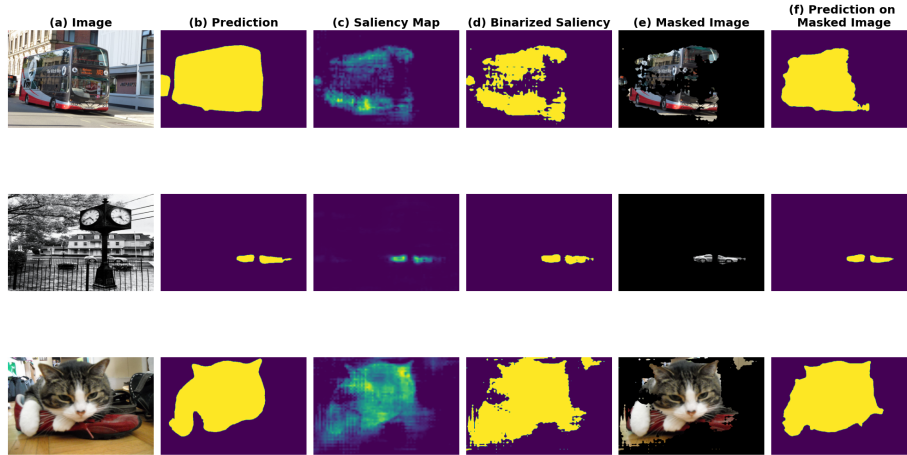 (a) Image
(b) Prediction
(c) Saliency Map
(d) Binarized Saliency
(e) Masked Image
(f) Prediction on
Masked Image